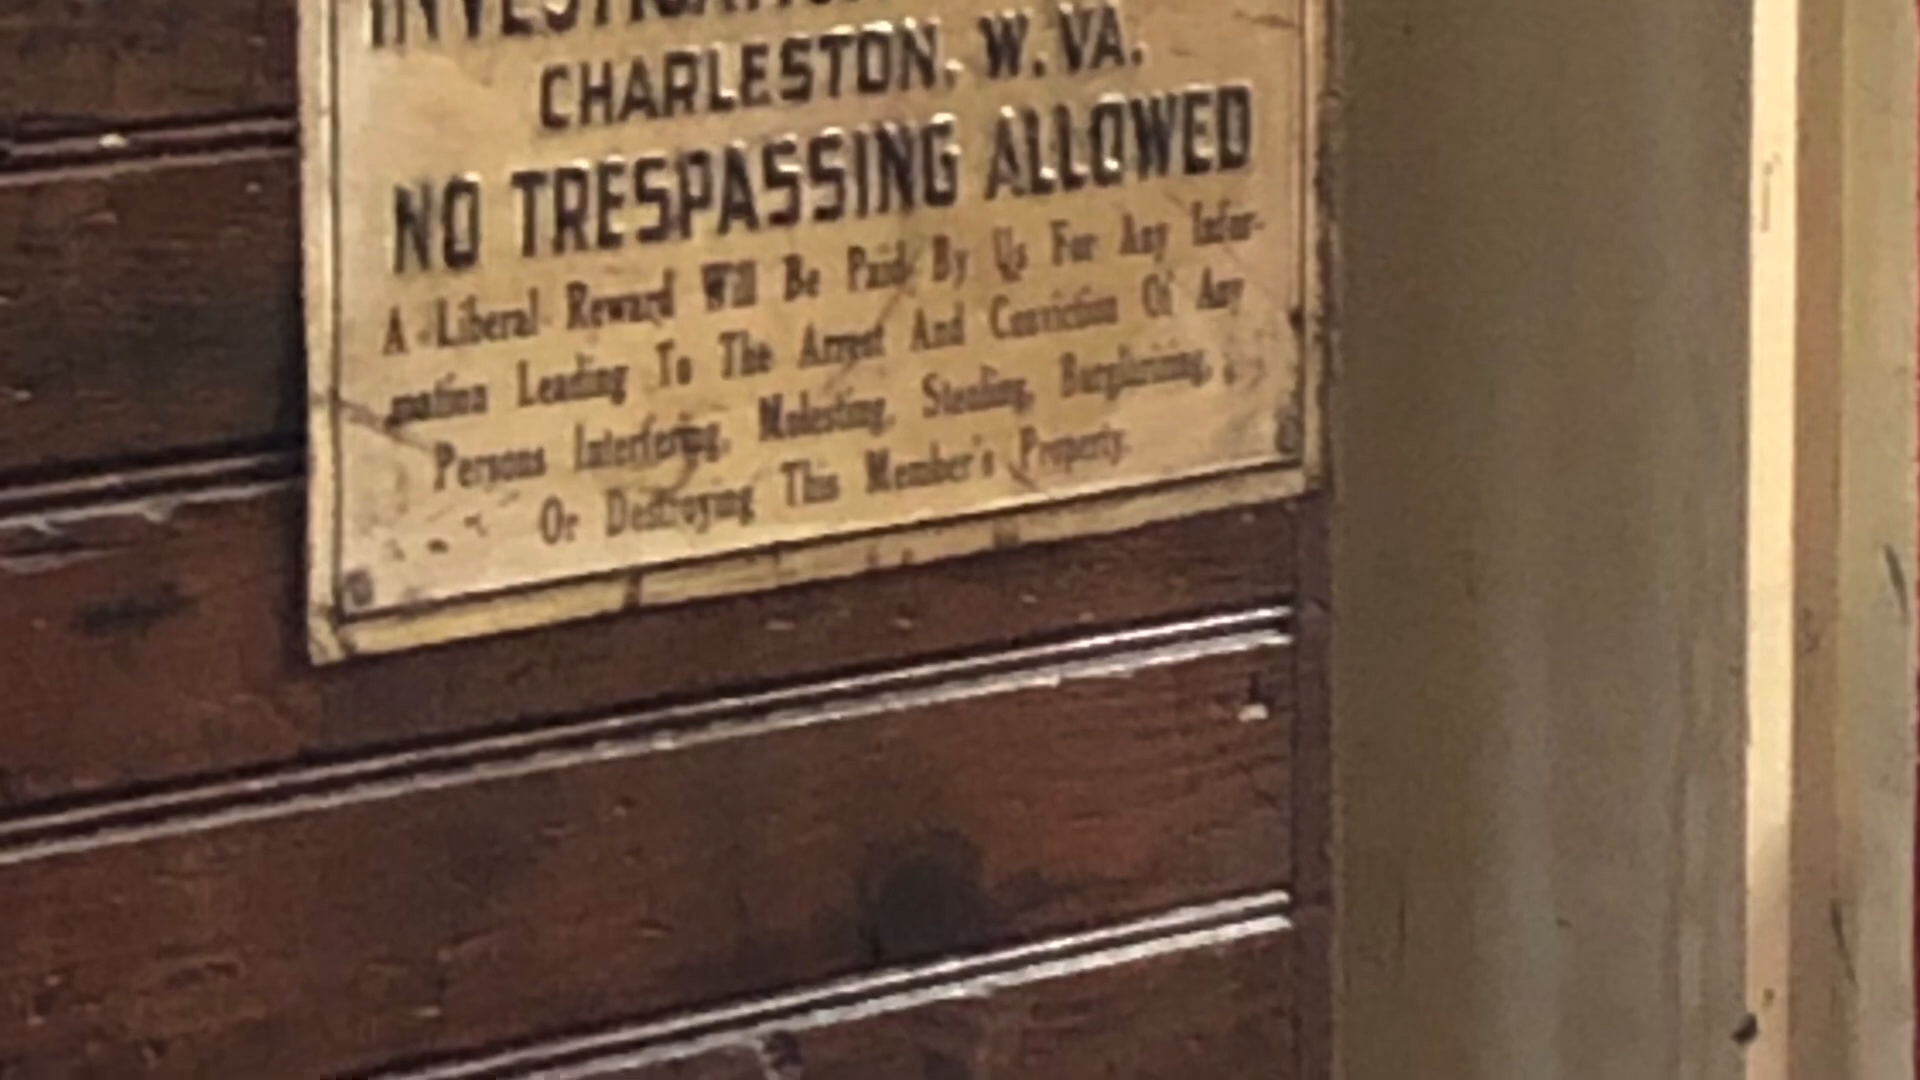 CHARLESTON, W.VA.
NO TRESPASSING ALLOWED
A Liberal Reward Will Be Paid By Us For Any Infor-
mation Leading To The Arrest And Conviction Of Any
Persons Interfering, Molesting, Stealing, Burglarizing,
Or Destroying This Member's Property.